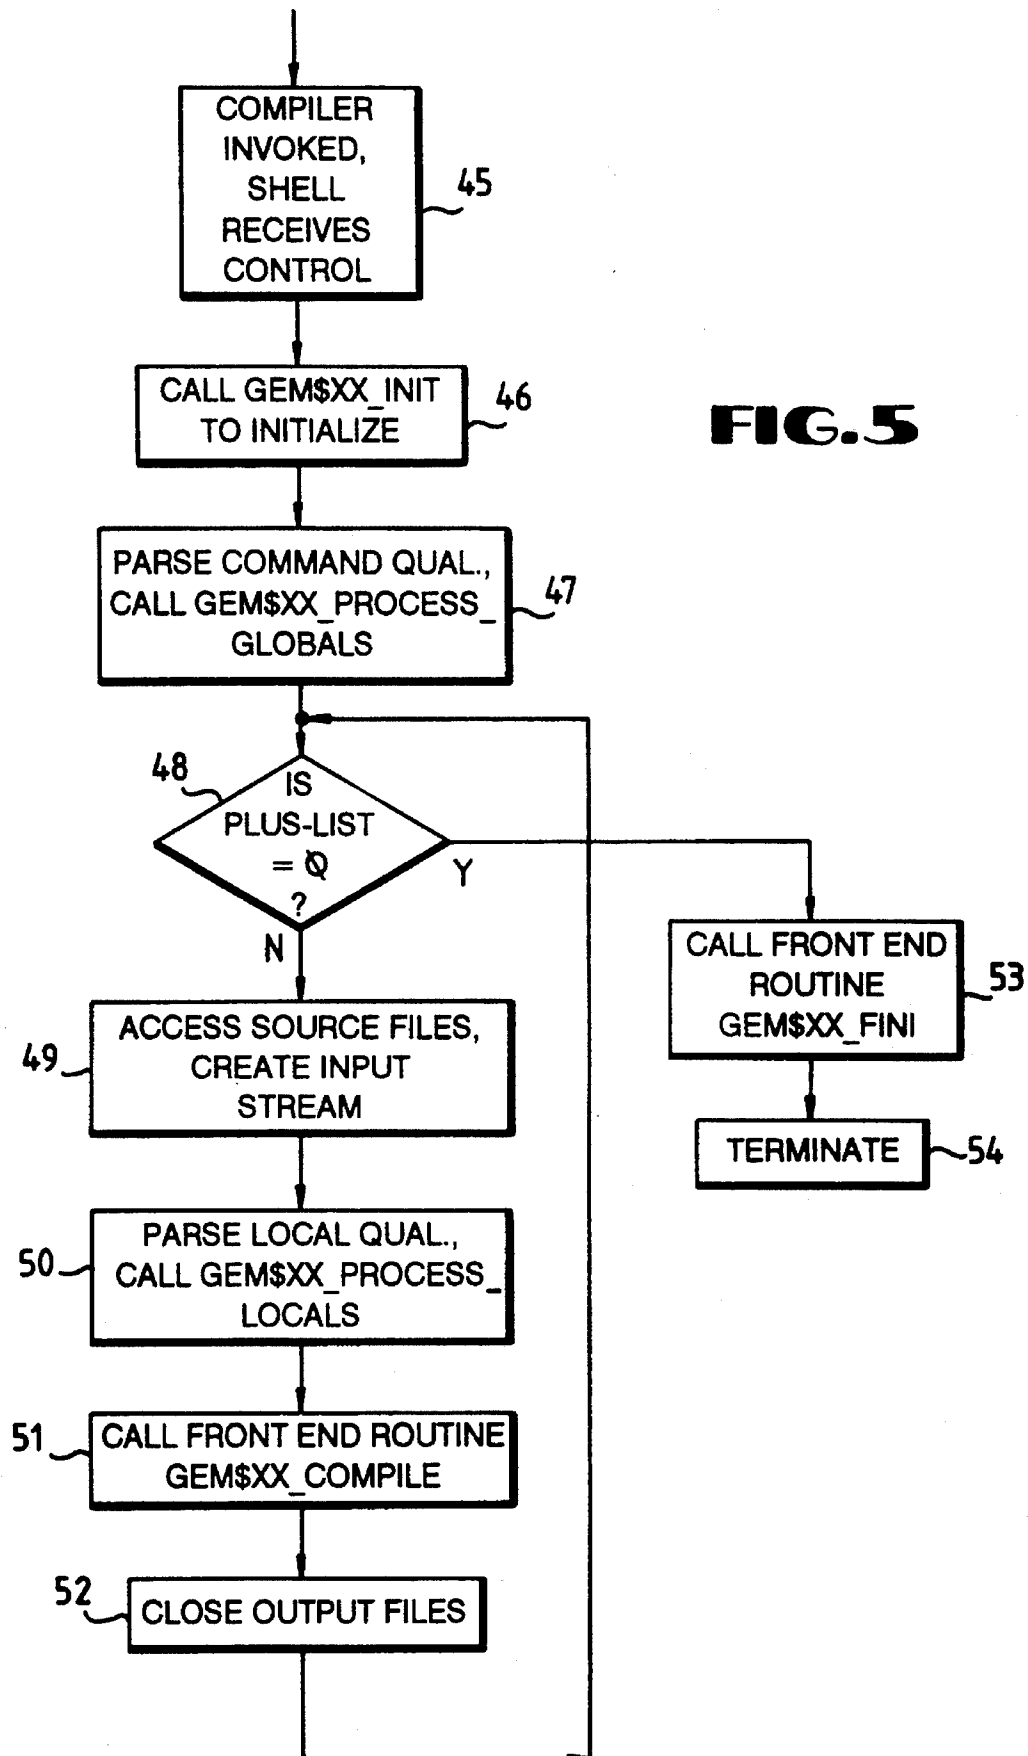 COMPILER
INVOKED,
SHELL
RECEIVES
CONTROL
45
CALL GEM$XX_INIT
TO INITIALIZE
46
FIG.5
PARSE COMMAND QUAL.,
CALL GEM$XX_PROCESS_
GLOBALS
47
48
IS
PLUS-LIST
= Ø
?
Y
N
CALL FRONT END
ROUTINE
GEM$XX_FINI
53
ACCESS SOURCE FILES,
CREATE INPUT
STREAM
49
TERMINATE
54
PARSE LOCAL QUAL.,
CALL GEM$XX_PROCESS_
LOCALS
50
CALL FRONT END ROUTINE
GEM$XX_COMPILE
51
CLOSE OUTPUT FILES
52